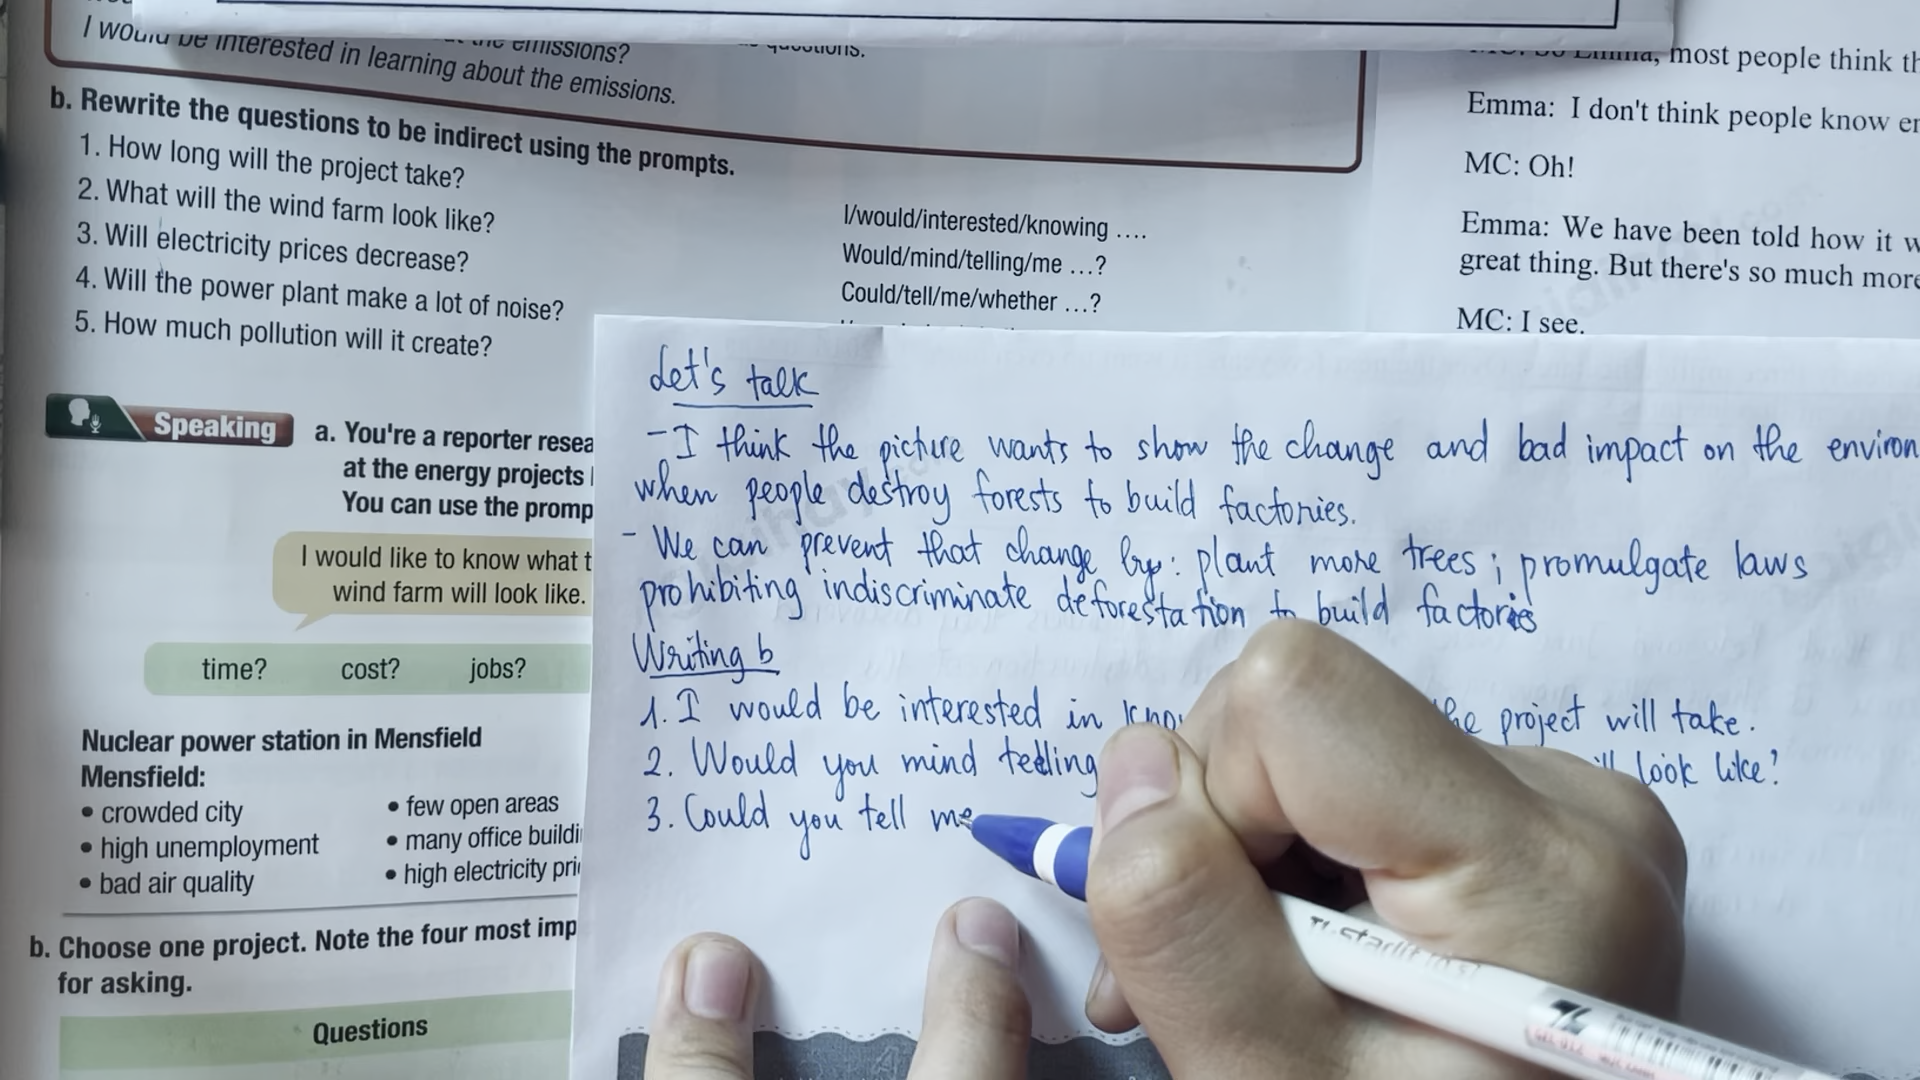 the emissions?
questions.
I would be interested in learning about the emissions.
b. Rewrite the questions to be indirect using the prompts.
1. How long will the project take?
2. What will the wind farm look like?
3. Will electricity prices decrease?
4. Will the power plant make a lot of noise?
5. How much pollution will it create?
I/would/interested/knowing ....
Would/mind/telling/me ...?
Could/tell/me/whether ...?
MC: So Emma, most people think
Emma: I don't think people know
MC: Oh!
Emma: We have been told how it
great thing. But there's so much more
MC: I see.
Speaking
a. You're a reporter
at the energy projects
You can use the
I would like to know what
wind farm will look like.
time? cost? jobs?
Nuclear power station in Mensfield
Mensfield:
• crowded city
• high unemployment
• bad air quality
• few open areas
• many office
• high electricity
b. Choose one project. Note the four most
for asking.
Questions
Let's talk
- I think the picture wants to show the change and bad impact on the
when people destroy forests to build factories.
- We can prevent that change by: plant more trees; promulgate laws
prohibiting indiscriminate deforestation to build factories
Writing b
1. I would be interested in the project will take.
2. Would you mind telling look like?
3. Could you tell me